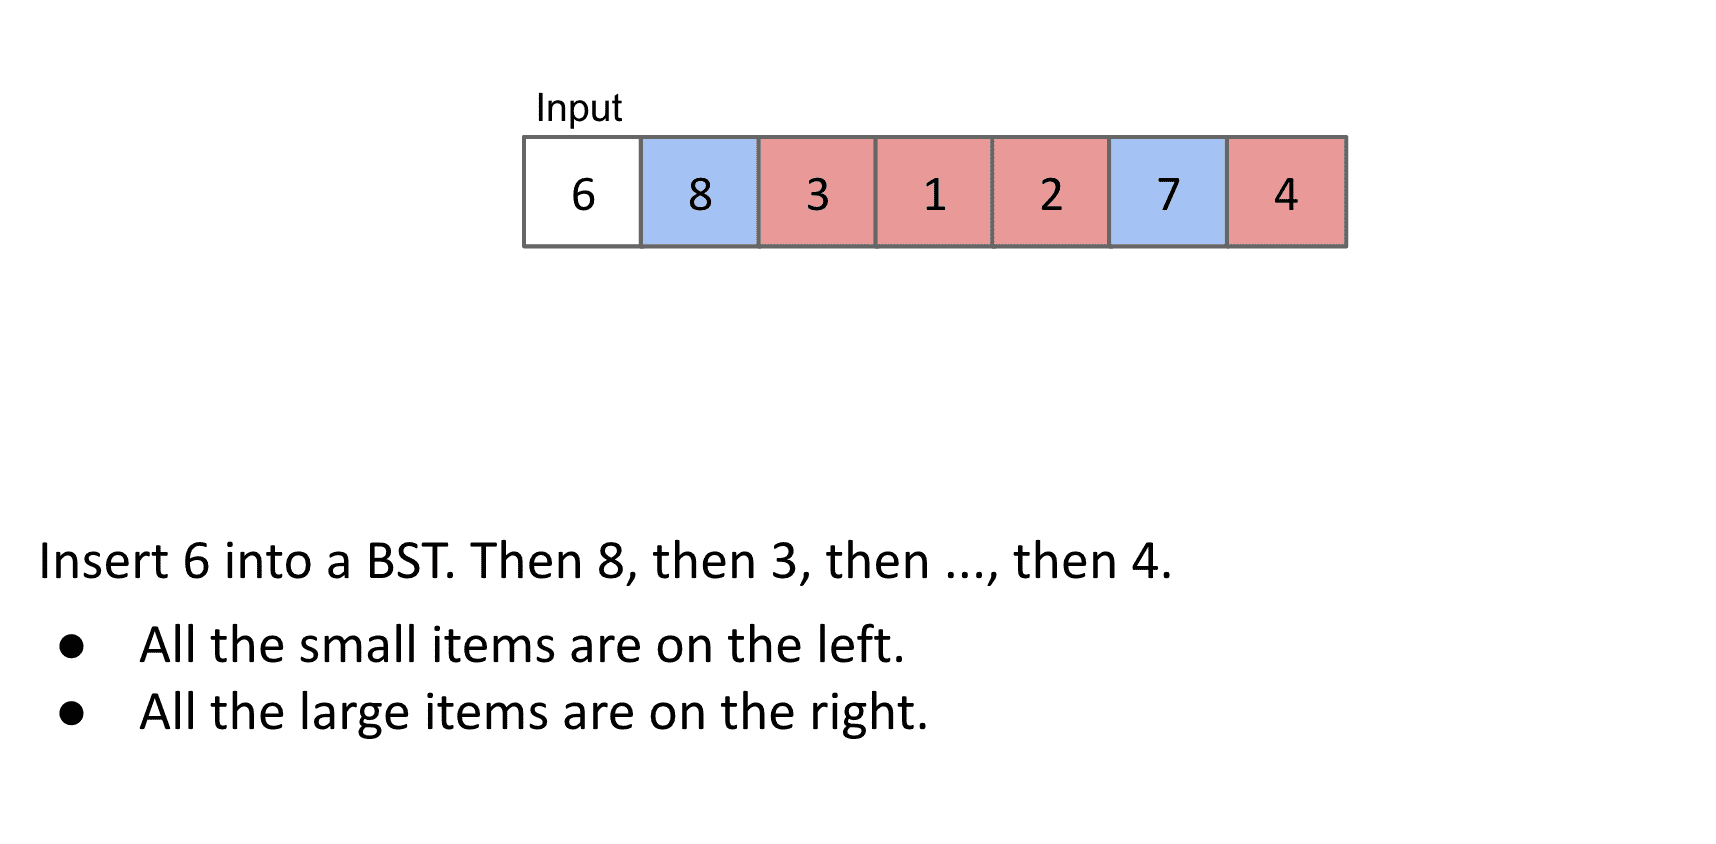 Input
6 8 3 1 2 7 4
Insert 6 into a BST. Then 8, then 3, then ..., then 4.
● All the small items are on the left.
● All the large items are on the right.